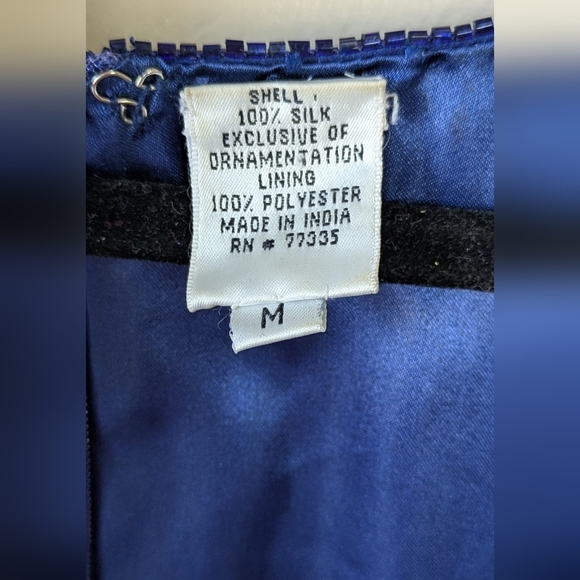 SHELL .
100% SILK
EXCLUSIVE OF
ORNAMENTATION
LINING
100% POLYESTER
MADE IN INDIA
RN # 77335
M